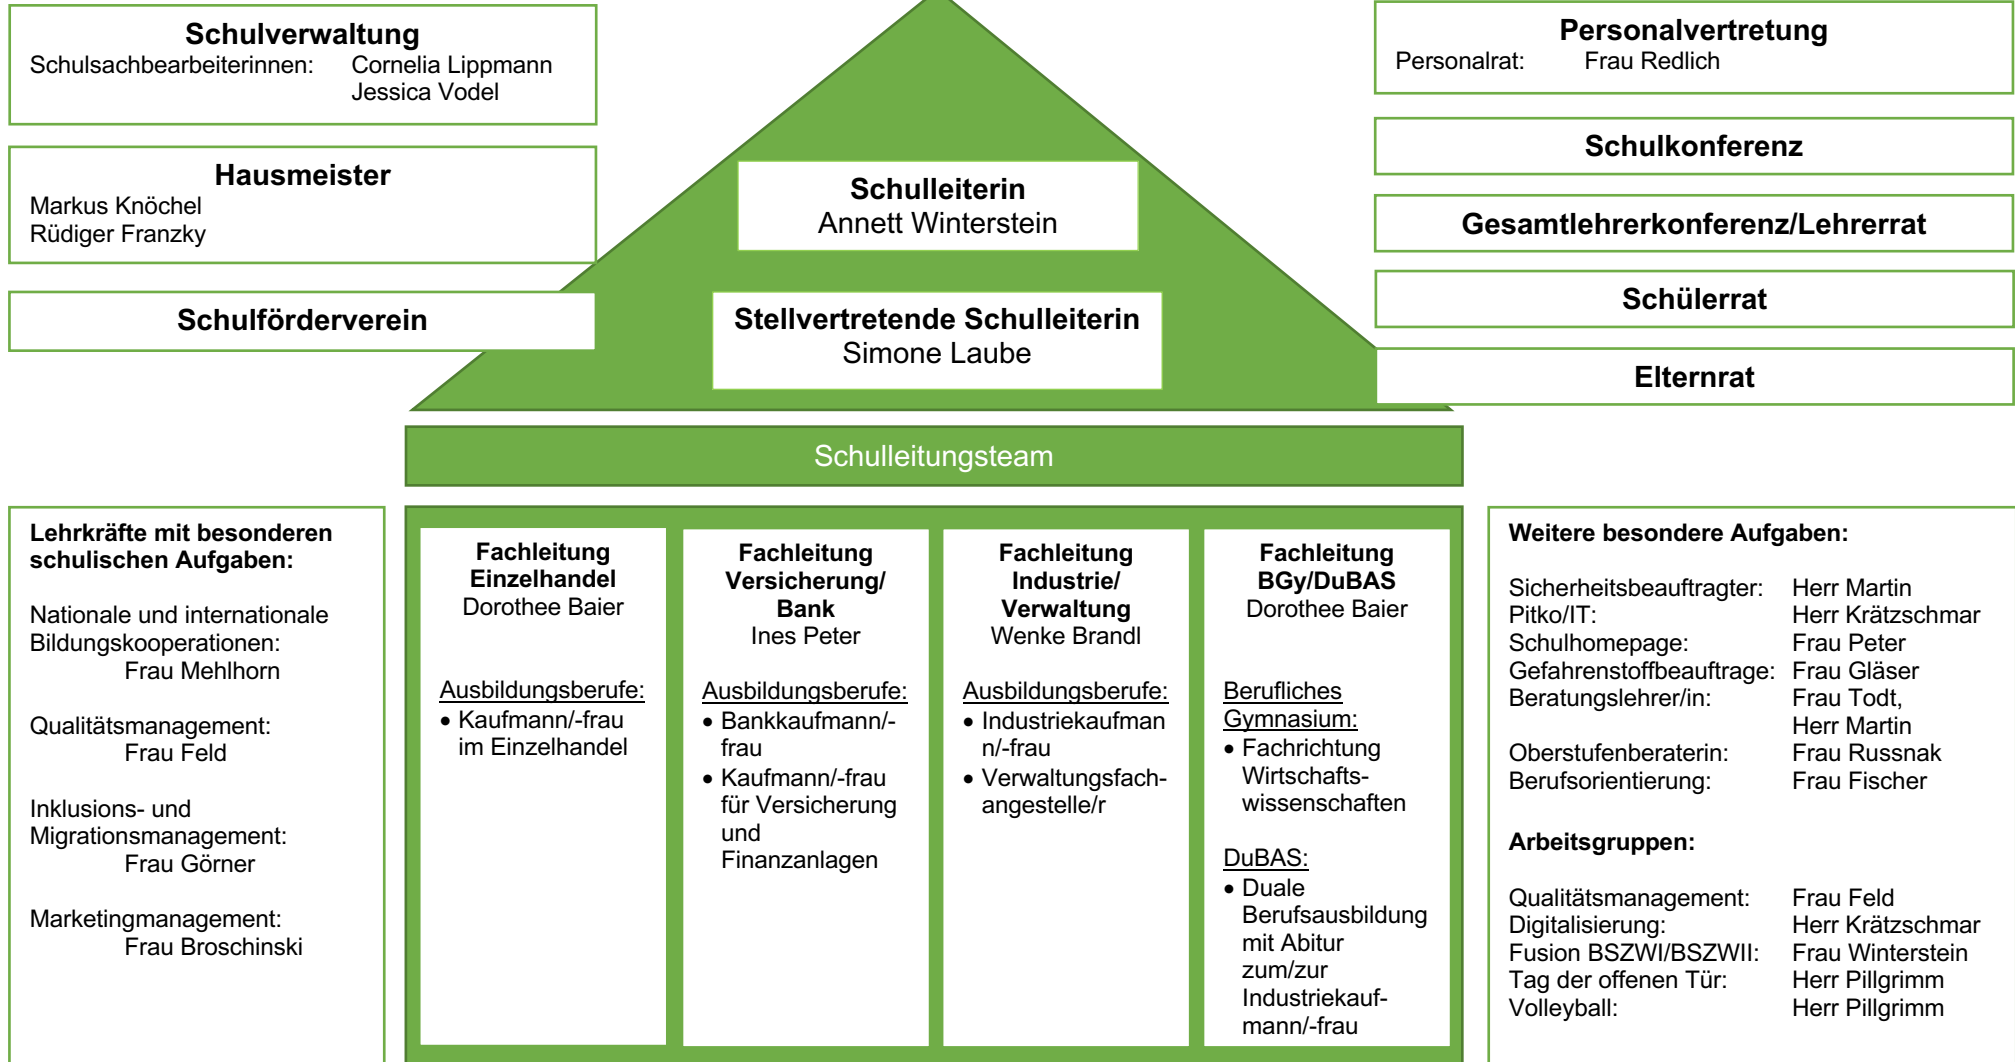 Schulverwaltung
Schulsachbearbeiterinnen: Cornelia Lippmann
Jessica Vodel
Hausmeister
Markus Knöchel
Rüdiger Franzky
Schulförderverein
Schulleiterin
Annett Winterstein
Stellvertretende Schulleiterin
Simone Laube
Personalvertretung
Personalrat: Frau Redlich
Schulkonferenz
Gesamtlehrerkonferenz/Lehrerrat
Schülerrat
Elternrat
Schulleitungsteam
Lehrkräfte mit besonderen
schulischen Aufgaben:
Nationale und internationale
Bildungskooperationen:
Frau Mehlhorn
Qualitätsmanagement:
Frau Feld
Inklusions- und
Migrationsmanagement:
Frau Görner
Marketingmanagement:
Frau Broschinski
Fachleitung
Einzelhandel
Dorothee Baier
Ausbildungsberufe:
• Kaufmann/-frau
im Einzelhandel
Fachleitung
Versicherung/
Bank
Ines Peter
Ausbildungsberufe:
• Bankkaufmann/-
frau
• Kaufmann/-frau
für Versicherung
und
Finanzanlagen
Fachleitung
Industrie/
Verwaltung
Wenke Brandl
Ausbildungsberufe:
• Industriekaufman
n/-frau
• Verwaltungsfach-
angestelle/r
Fachleitung
BGy/DuBAS
Dorothee Baier
Berufliches
Gymnasium:
• Fachrichtung
Wirtschafts-
wissenschaften
DuBAS:
• Duale
Berufsausbildung
mit Abitur
zum/zur
Industriekauf-
mann/-frau
Weitere besondere Aufgaben:
Sicherheitsbeauftragter: Herr Martin
Pitko/IT: Herr Krätzschmar
Schulhomepage: Frau Peter
Gefahrenstoffbeauftrage: Frau Gläser
Beratungslehrer/in: Frau Todt,
Herr Martin
Oberstufenberaterin: Frau Russnak
Berufsorientierung: Frau Fischer
Arbeitsgruppen:
Qualitätsmanagement: Frau Feld
Digitalisierung: Herr Krätzschmar
Fusion BSZWI/BSZWII: Frau Winterstein
Tag der offenen Tür: Herr Pillgrimm
Volleyball: Herr Pillgrimm